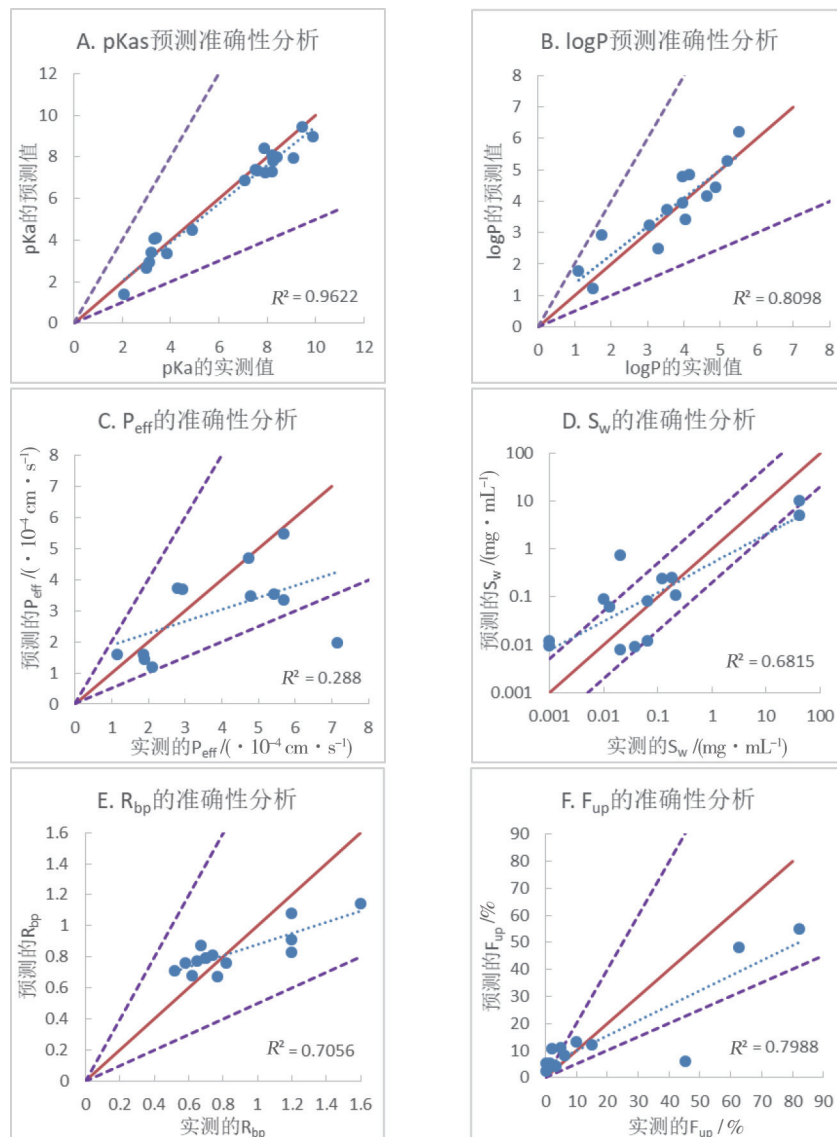 A. pKas预测准确性分析
12
10
8
6
4
2
0
pKa的预测值
R² = 0.9622
0 2 4 6 8 10 12
pKa的实测值
B. logP预测准确性分析
8
7
6
5
4
3
2
1
0
logP的预测值
R² = 0.8098
0 1 2 3 4 5 6 7 8
logP的实测值
C. Peff的准确性分析
8
7
6
5
4
3
2
1
0
预测的Peff /(・10⁻⁴ cm・s⁻¹)
R² = 0.288
0 2 4 6 8
实测的Peff /(・10⁻⁴ cm・s⁻¹)
D. Sw的准确性分析
100
10
1
0.1
0.01
0.001
预测的Sw /(mg・mL⁻¹)
R² = 0.6815
0.001 0.01 0.1 1 10 100
实测的Sw /(mg・mL⁻¹)
E. Rbp的准确性分析
1.6
1.4
1.2
1
0.8
0.6
0.4
0.2
0
预测的Rbp
R² = 0.7056
0 0.2 0.4 0.6 0.8 1 1.2 1.4 1.6
实测的Rbp
F. Fup的准确性分析
90
80
70
60
50
40
30
20
10
0
预测的Fup /%
R² = 0.7988
0 10 20 30 40 50 60 70 80 90
实测的Fup / %